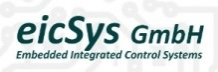 eicSys GmbH
Embedded Integrated Control Systems